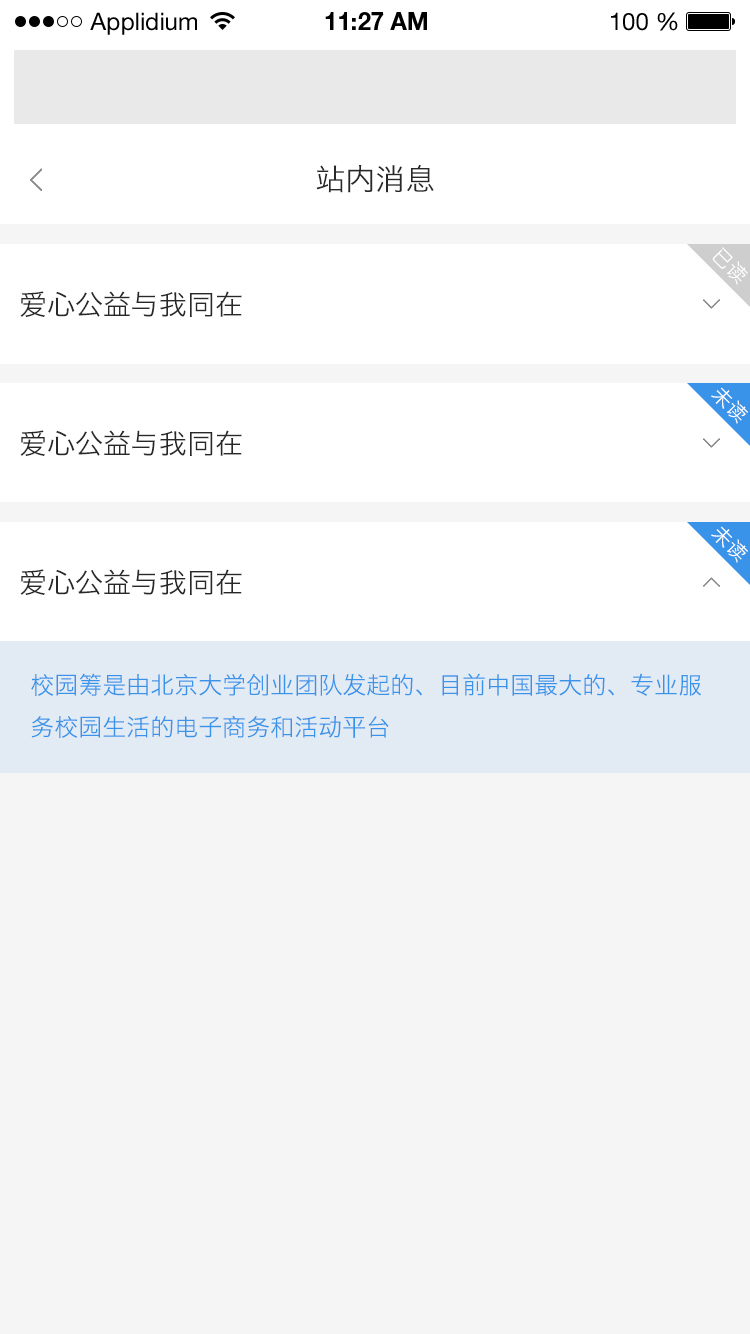 Applidium 11:27 AM 100 %
站内消息
已读
爱心公益与我同在
未读
爱心公益与我同在
未读
爱心公益与我同在
校园筹是由北京大学创业团队发起的、目前中国最大的、专业服
务校园生活的电子商务和活动平台